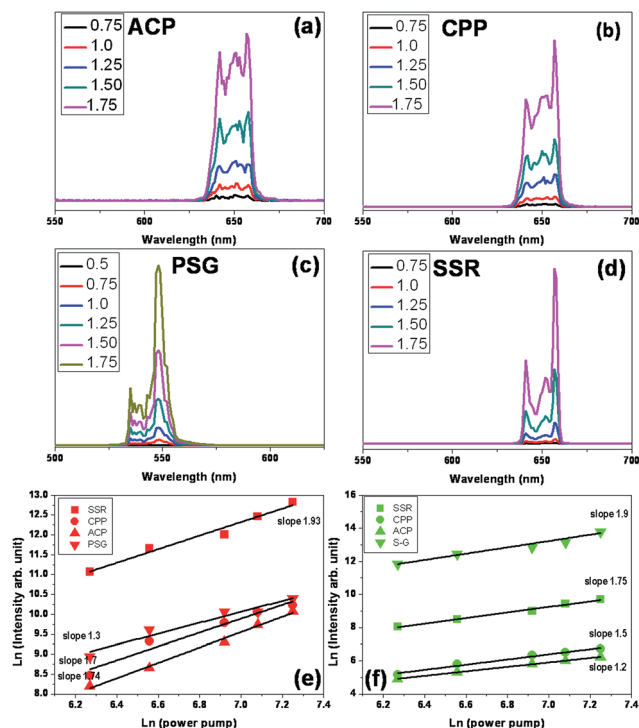 ACP
(a)
0.75
1.0
1.25
1.50
1.75
550 600 650 700
Wavelength (nm)
CPP
(b)
0.75
1.0
1.25
1.50
1.75
550 600 650 700
Wavelength (nm)
PSG
(c)
0.5
0.75
1.0
1.25
1.50
1.75
500 550 600
Wavelength (nm)
SSR
(d)
0.75
1.0
1.25
1.50
1.75
550 600 650 700
Wavelength (nm)
Ln (Intensity arb. unit)
13.0
12.5
12.0
11.5
11.0
10.5
10.0
9.5
9.0
8.5
8.0
SSR
CPP
ACP
PSG
slope 1.93
slope 1.3
slope 1.7
slope 1.74
(e)
6.2 6.4 6.6 6.8 7.0 7.2 7.4
Ln (power pump)
Ln (Intensity arb. unit)
16
14
12
10
8
6
4
SSR
CPP
ACP
S-G
slope 1.9
slope 1.75
slope 1.5
slope 1.2
(f)
6.2 6.4 6.6 6.8 7.0 7.2 7.4
Ln (power pump)